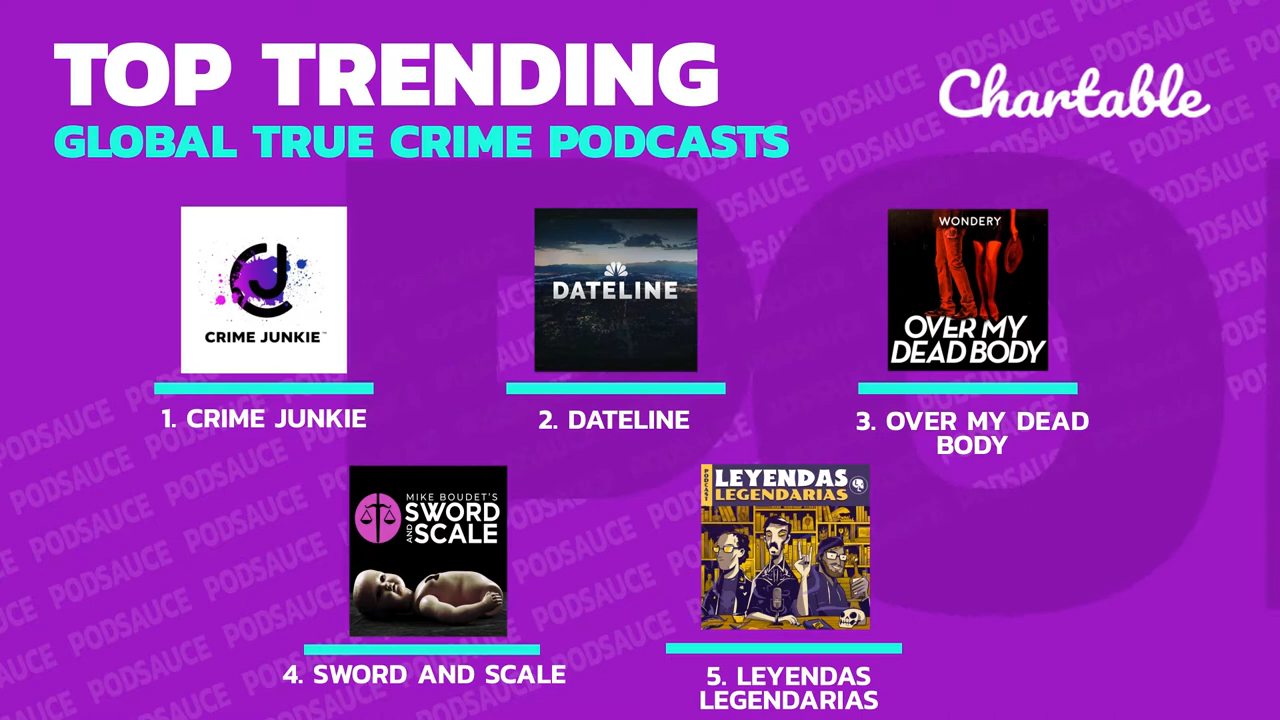 TOP TRENDING
GLOBAL TRUE CRIME PODCASTS
Chartable
CRIME JUNKIE™
1. CRIME JUNKIE
DATELINE
2. DATELINE
WONDERY
OVER MY
DEAD BODY
3. OVER MY DEAD
BODY
MIKE BOUDET'S
SWORD
AND SCALE
4. SWORD AND SCALE
PODCAST
LEYENDAS
LEGENDARIAS
5. LEYENDAS
LEGENDARIAS
PODSAUCE